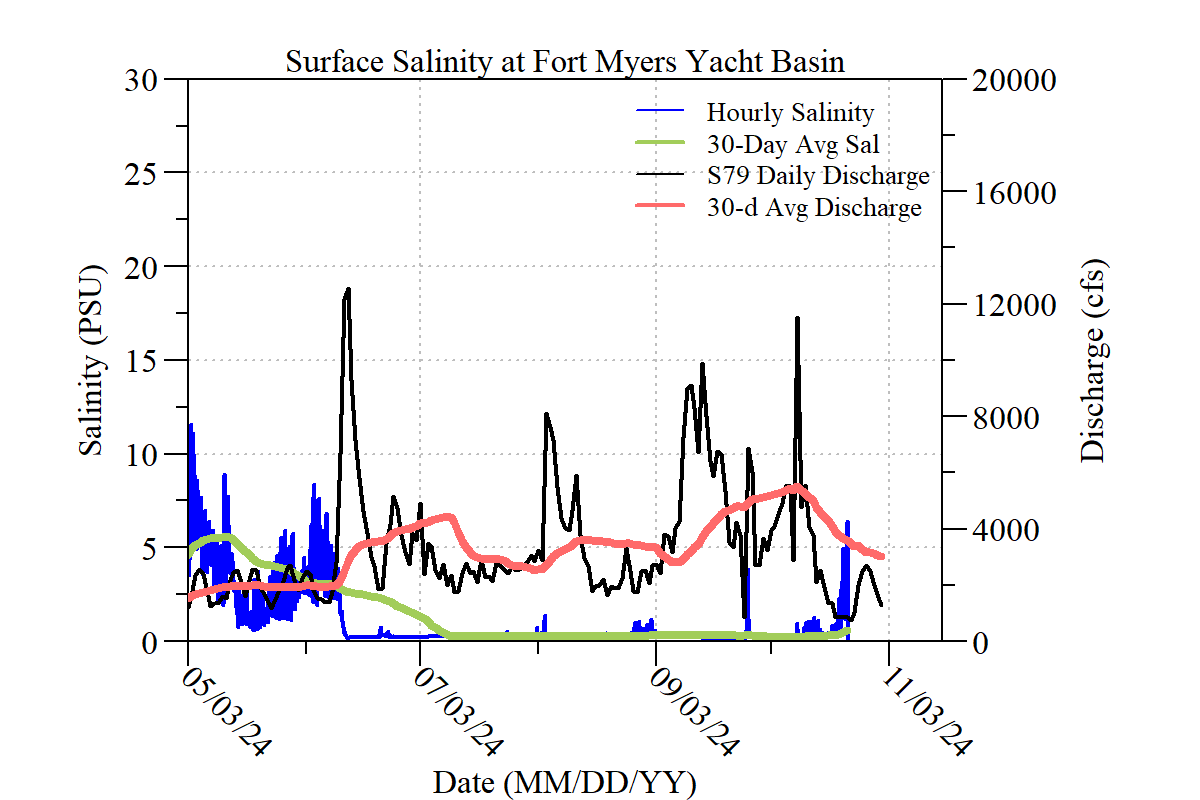 Surface Salinity at Fort Myers Yacht Basin
30
25
20
15
10
5
0
Salinity (PSU)
Hourly Salinity
30-Day Avg Sal
S79 Daily Discharge
30-d Avg Discharge
20000
16000
12000
8000
4000
0
Discharge (cfs)
05/03/24
07/03/24
09/03/24
11/03/24
Date (MM/DD/YY)